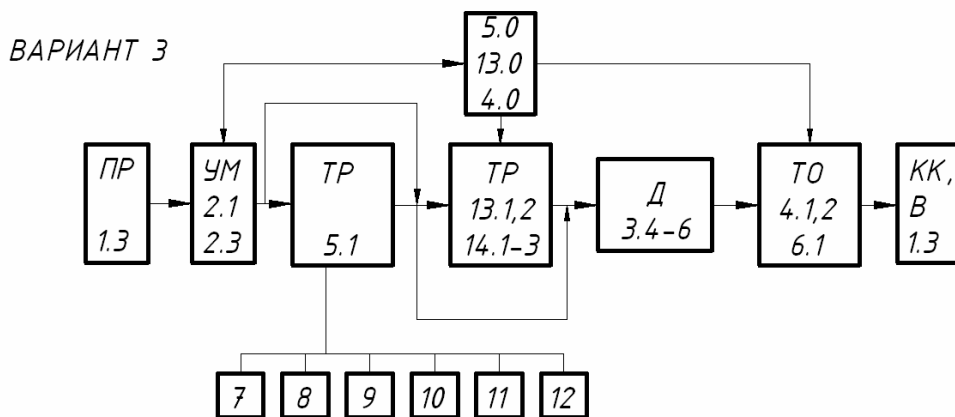 ВАРИАНТ 3
5.0
13.0
4.0
ПР
1.3
УМ
2.1
2.3
ТР
5.1
ТР
13.1,2
14.1-3
Д
3.4-6
ТО
4.1,2
6.1
КК,
В
1.3
7
8
9
10
11
12